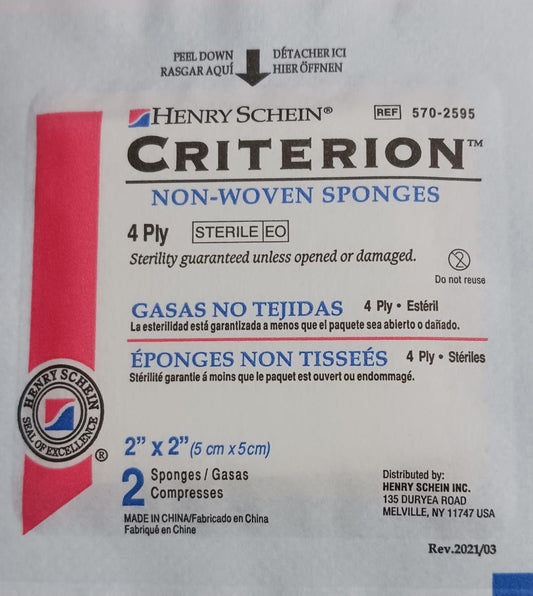 PEEL DOWN DÉTACHER ICI
RASGAR AQUÍ HIER ÖFFNEN
HENRY SCHEIN® REF 570-2595
CRITERION™
NON-WOVEN SPONGES
4 Ply STERILE EO
Sterility guaranteed unless opened or damaged.
2
Do not reuse
GASAS NO TEJIDAS 4 Ply • Estéril
La esterilidad está garantizada a menos que el paquete sea abierto o dañado.
ÉPONGES NON TISSEÉS 4 Ply • Stériles
Stérilité garantie á moins que le paquet est ouvert ou endommagé.
HENRY SCHEIN
SEAL OF EXCELLENCE
®
2" X 2" (5 cm x 5cm)
2 Sponges / Gasas
Compresses
MADE IN CHINA/Fabricado en China
Fabriqué en Chine
Distributed by:
HENRY SCHEIN INC.
135 DURYEA ROAD
MELVILLE, NY 11747 USA
Rev.2021/03